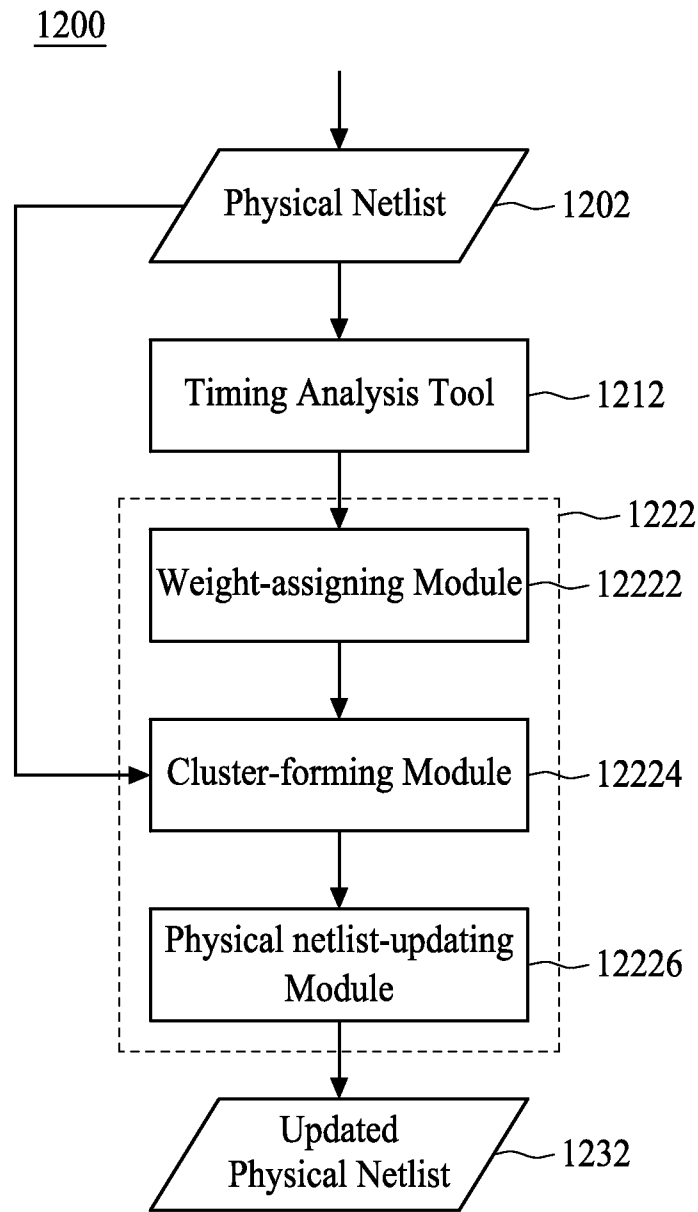 1200
Physical Netlist
1202
Timing Analysis Tool
1212
1222
Weight-assigning Module
12222
Cluster-forming Module
12224
Physical netlist-updating
Module
12226
Updated
Physical Netlist
1232